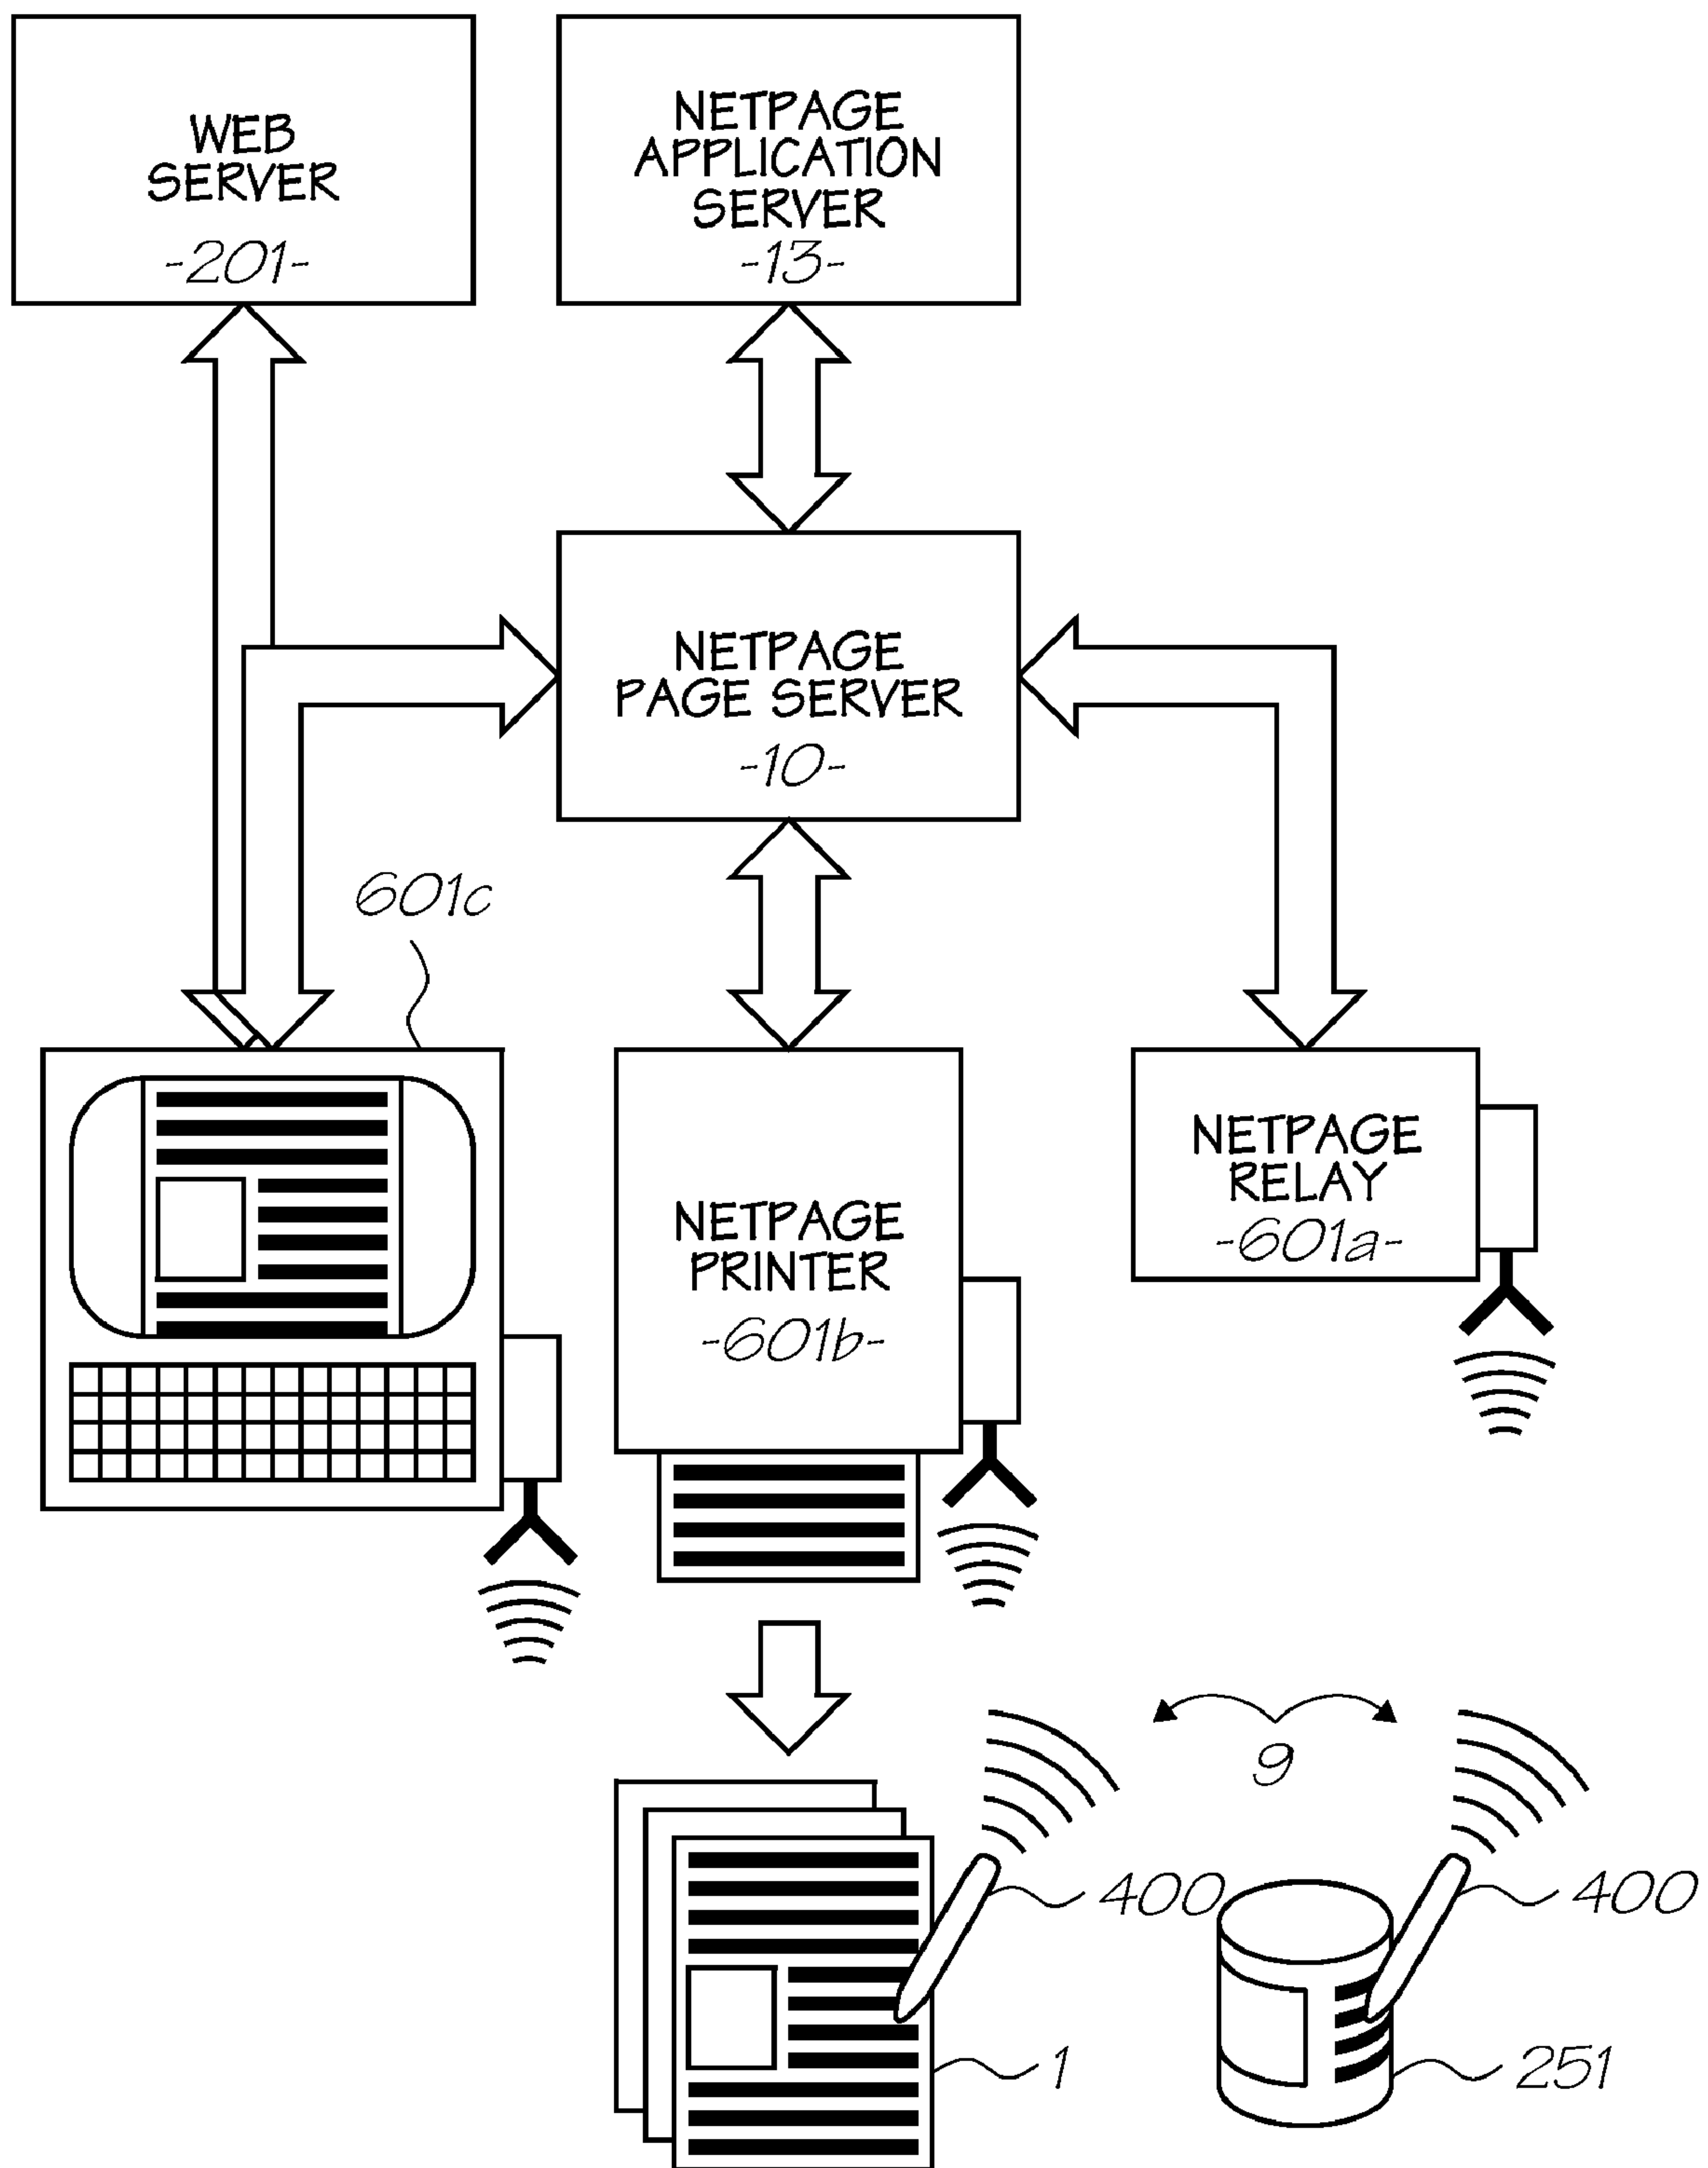 WEB
SERVER
-201-
NETPAGE
APPLICATION
SERVER
-13-
NETPAGE
PAGE SERVER
-10-
601c
NETPAGE
PRINTER
-601b-
NETPAGE
RELAY
-601a-
9
400
400
1
251